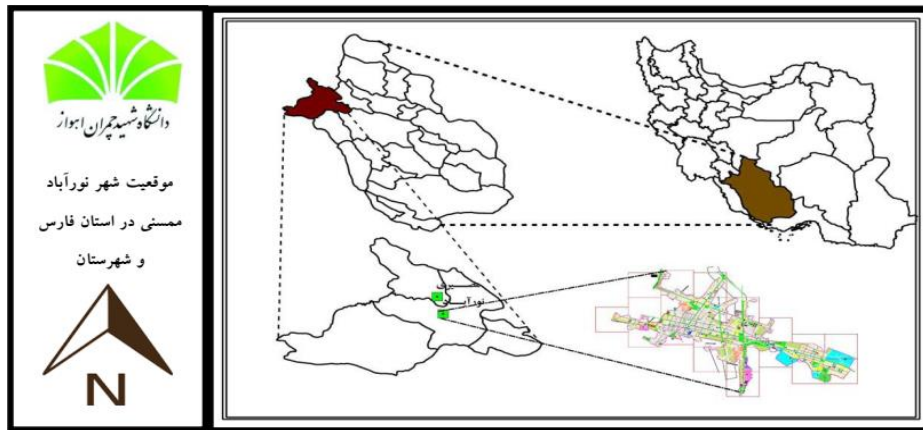 دانشگاه شهید چمران اهواز
موقعیت شهر نورآباد
ممسنی در استان فارس
و شهرستان
N